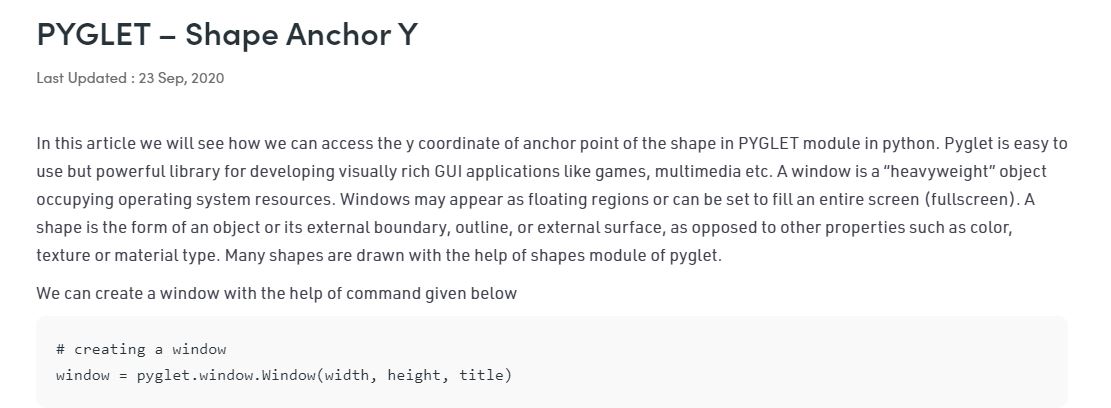 PYGLET – Shape Anchor Y
Last Updated : 23 Sep, 2020
In this article we will see how we can access the y coordinate of anchor point of the shape in PYGLET module in python. Pyglet is easy to
use but powerful library for developing visually rich GUI applications like games, multimedia etc. A window is a “heavyweight” object
occupying operating system resources. Windows may appear as floating regions or can be set to fill an entire screen (fullscreen). A
shape is the form of an object or its external boundary, outline, or external surface, as opposed to other properties such as color,
texture or material type. Many shapes are drawn with the help of shapes module of pyglet.
We can create a window with the help of command given below
# creating a window
window = pyglet.window.Window(width, height, title)